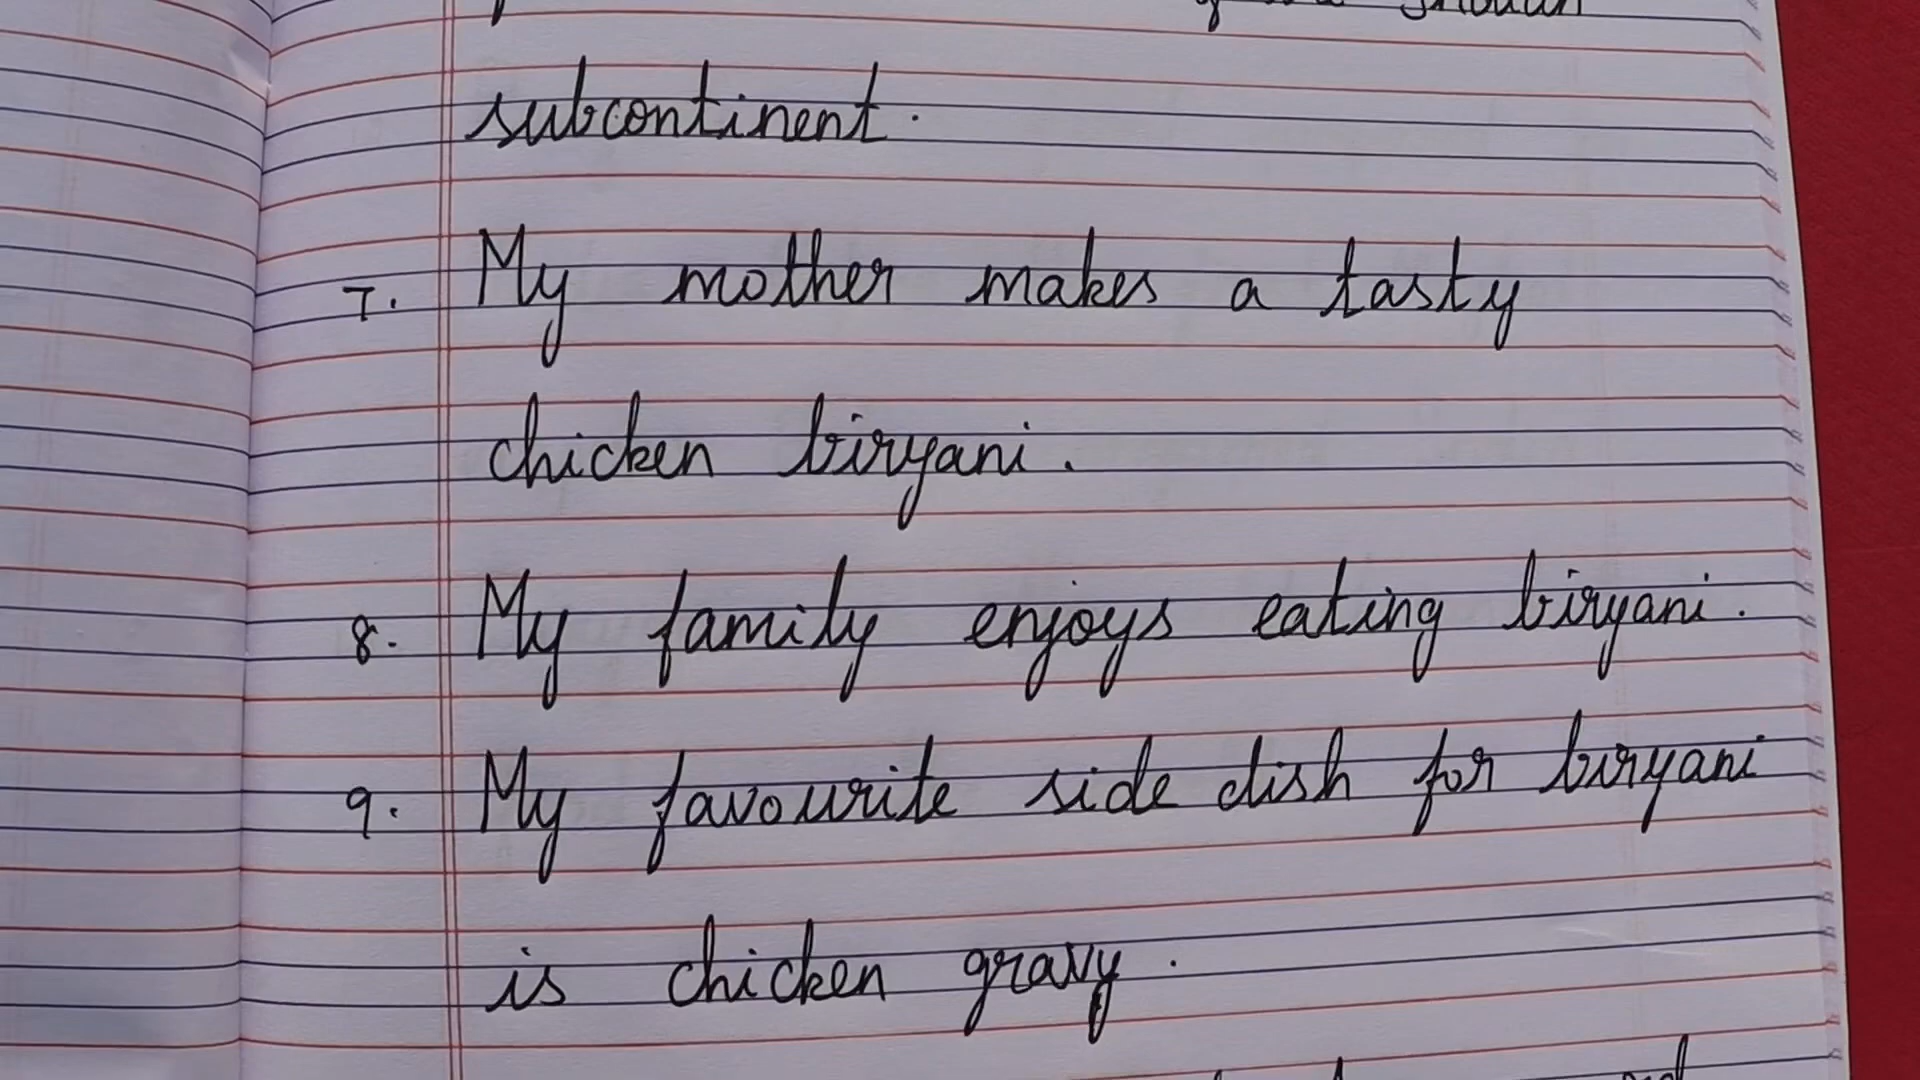 subcontinent.
7. My mother makes a tasty
chicken biryani.
8. My family enjoys eating biryani.
9. My favourite side dish for biryani
is chicken gravy.